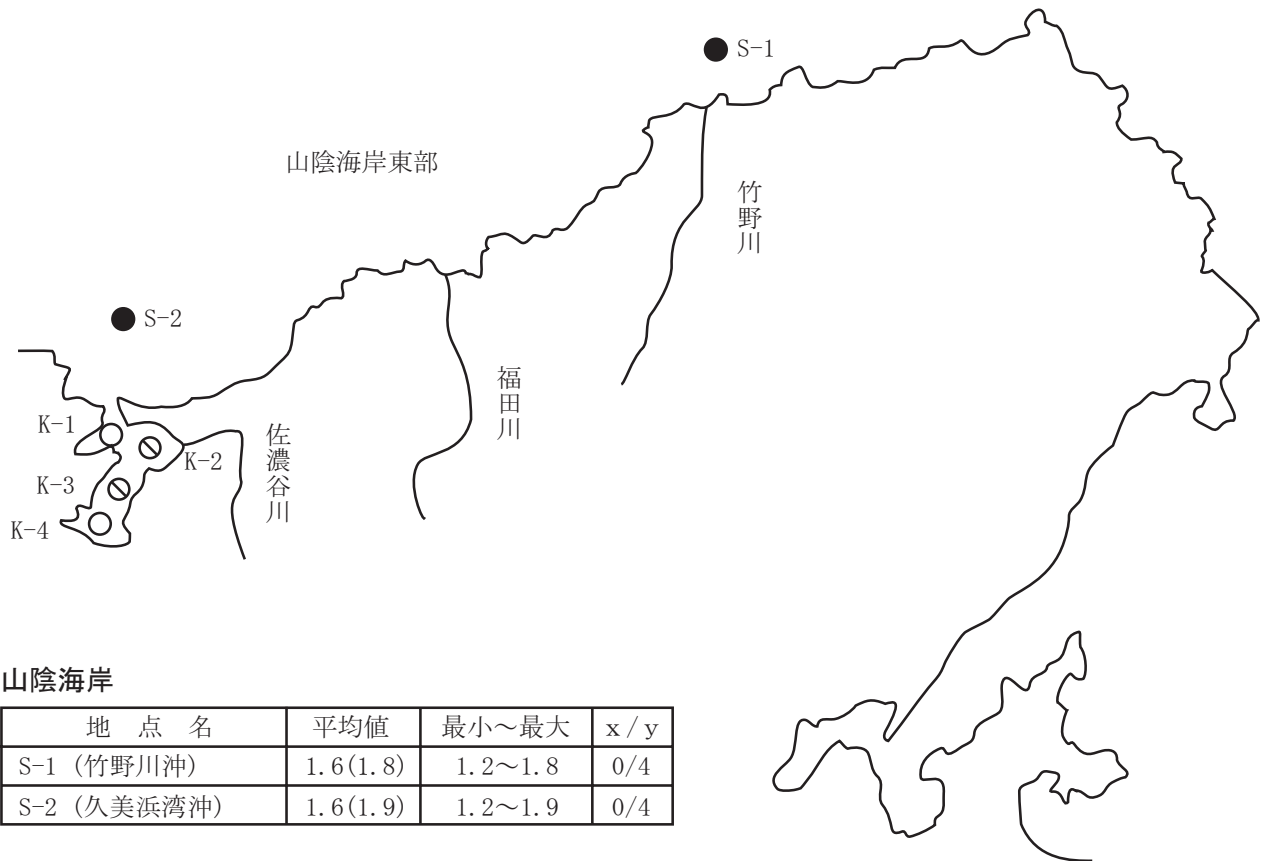 S-1
山陰海岸東部
竹野川
S-2
福田川
K-1
佐濃谷川
K-2
K-3
K-4
山陰海岸
地 点 名 平均値 最小～最大 x/y
S-1 (竹野川沖) 1.6(1.8) 1.2～1.8 0/4
S-2 (久美浜湾沖) 1.6(1.9) 1.2～1.9 0/4